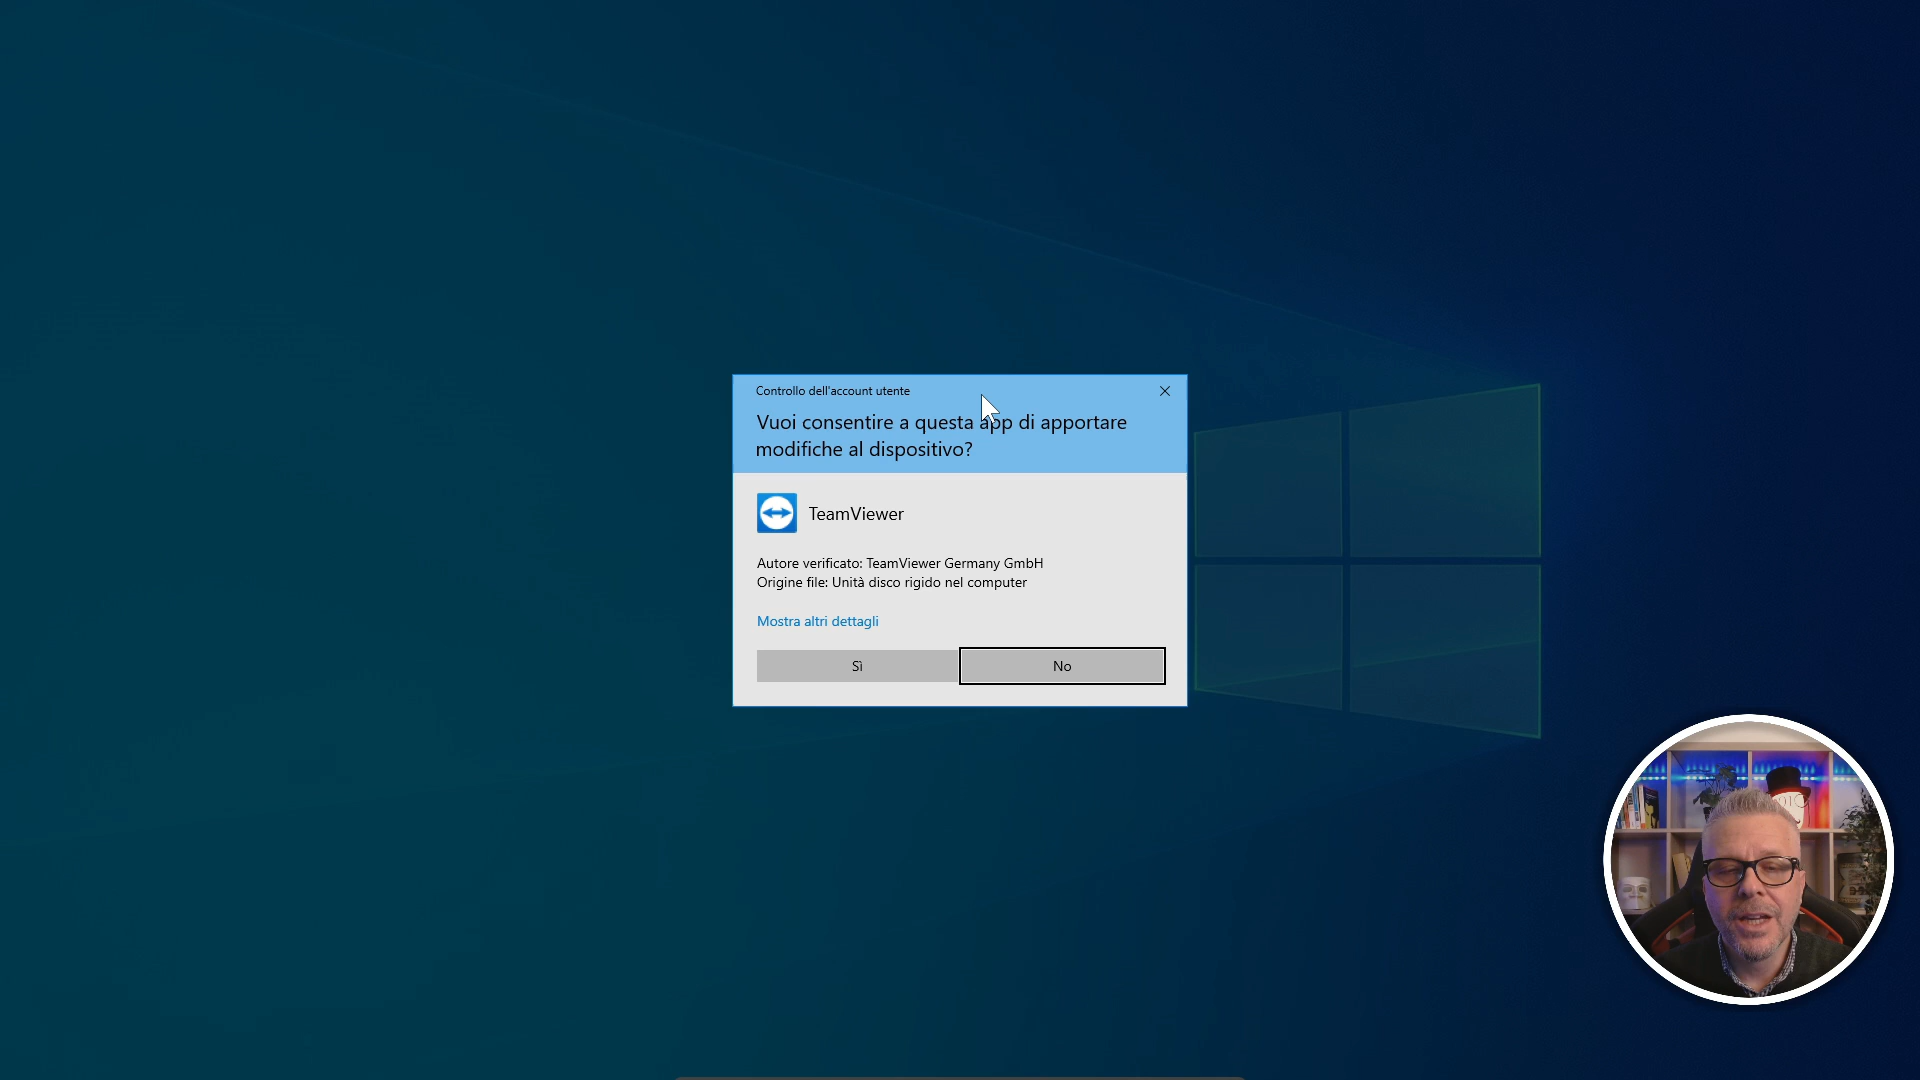 Controllo dell'account utente
Vuoi consentire a questa app di apportare
modifiche al dispositivo?
TeamViewer
Autore verificato: TeamViewer Germany GmbH
Origine file: Unità disco rigido nel computer
Mostra altri dettagli
Sì
No